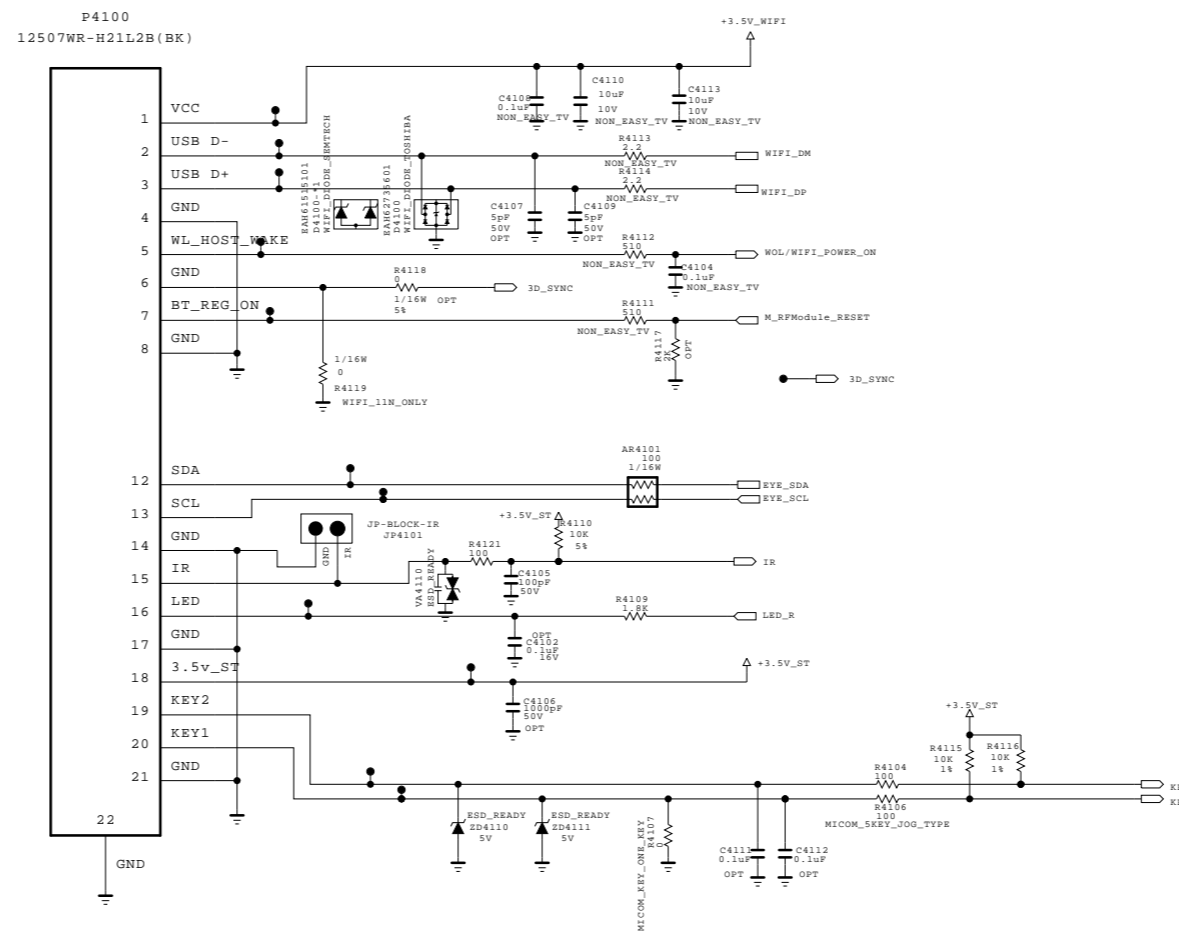 P4100
12507WR-H21L2B(BK)
+3.5V_WIFI
1
VCC
C4108
0.1uF
NON_EASY_TV
C4110
10uF
10V
NON_EASY_TV
C4113
10uF
10V
NON_EASY_TV
2
USB D-
R4113
2.2
NON_EASY_TV
WIFI_DM
3
USB D+
R4114
2.2
NON_EASY_TV
WIFI_DP
EAH61515101
D4100-*1
WIFI_DIODE_SEMTECH
EAH62735601
D4100
WIFI_DIODE_TOSHIBA
C4107
5pF
50V
OPT
C4109
5pF
50V
OPT
4
GND
5
WL_HOST_WAKE
R4112
510
NON_EASY_TV
WOL/WIFI_POWER_ON
C4104
0.1uF
NON_EASY_TV
6
GND
R4118
0
1/16W
5%
OPT
3D_SYNC
7
BT_REG_ON
R4111
510
NON_EASY_TV
M_RFModule_RESET
R4117
2K
OPT
8
GND
1/16W
0
R4119
WIFI_11N_ONLY
3D_SYNC
12
SDA
AR4101
100
1/16W
EYE_SDA
13
SCL
EYE_SCL
14
GND
GND
IR
JP-BLOCK-IR
JP4101
+3.5V_ST
R4110
10K
5%
15
IR
VA4110
ESD_READY
R4121
100
C4105
100pF
50V
IR
16
LED
R4109
1.8K
LED_R
OPT
C4102
0.1uF
16V
17
GND
18
3.5v_ST
+3.5V_ST
C4106
1000pF
50V
OPT
19
KEY2
20
KEY1
21
GND
+3.5V_ST
R4115
10K
1%
R4116
10K
1%
R4104
100
R4106
100
MICOM_5KEY_JOG_TYPE
ESD_READY
ZD4110
5V
ESD_READY
ZD4111
5V
MICOM_KEY_ONE_KEY
R4107
0
C4111
0.1uF
OPT
C4112
0.1uF
OPT
22
GND